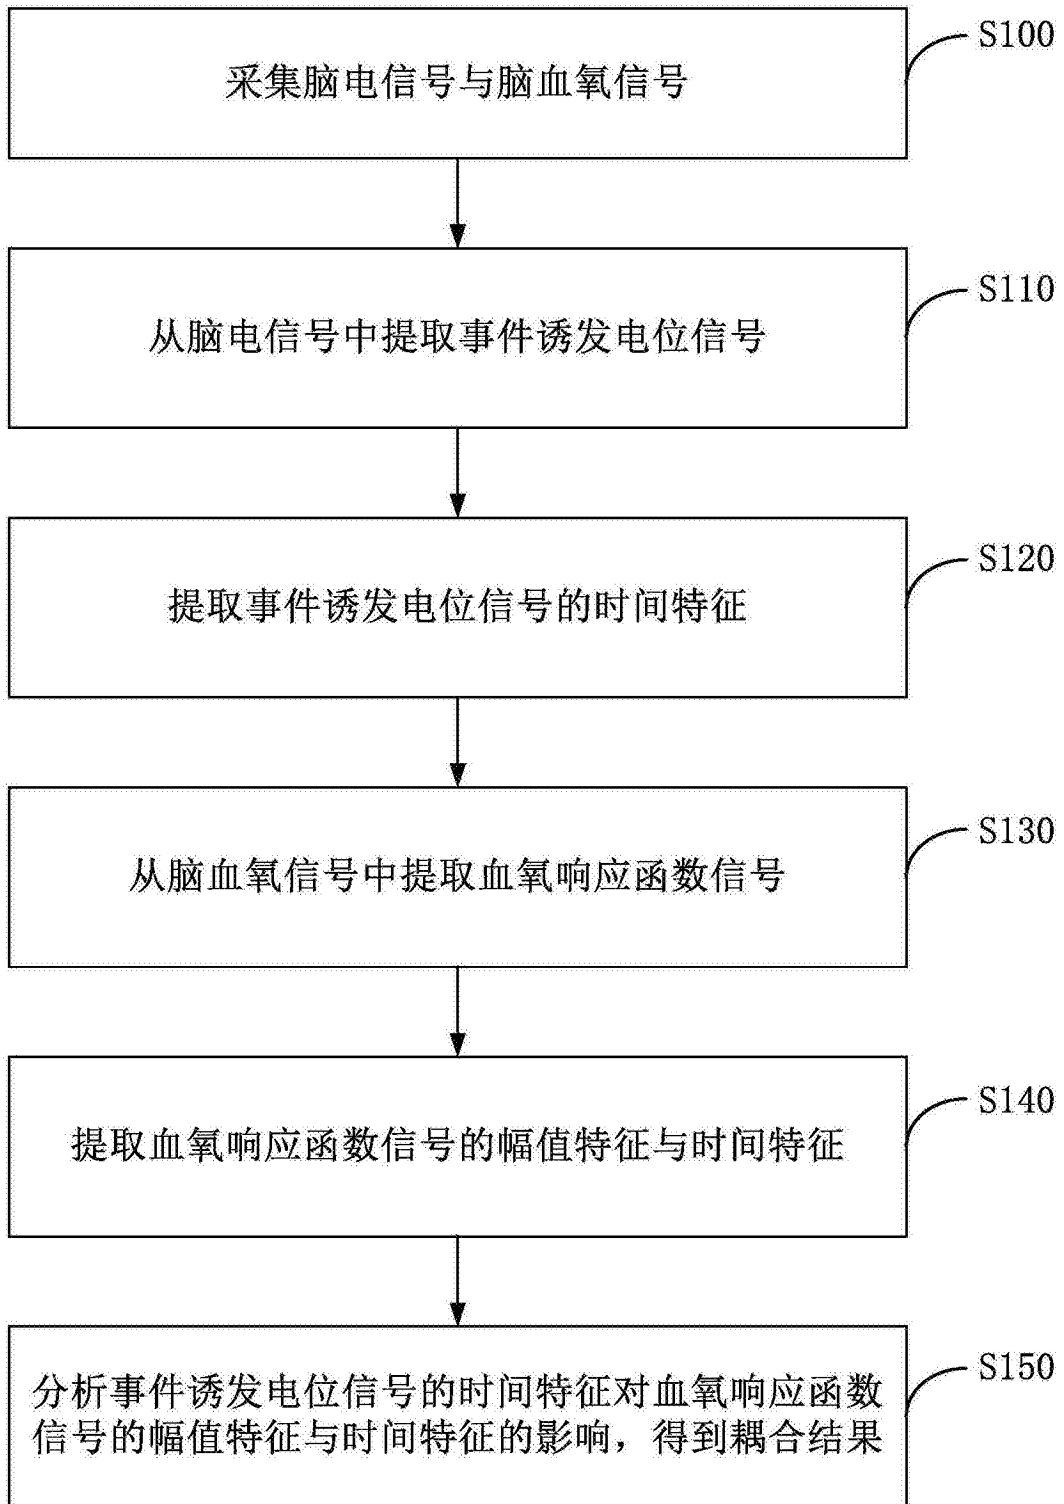 S100
采集脑电信号与脑血氧信号
S110
从脑电信号中提取事件诱发电位信号
S120
提取事件诱发电位信号的时间特征
S130
从脑血氧信号中提取血氧响应函数信号
S140
提取血氧响应函数信号的幅值特征与时间特征
S150
分析事件诱发电位信号的时间特征对血氧响应函数
信号的幅值特征与时间特征的影响，得到耦合结果